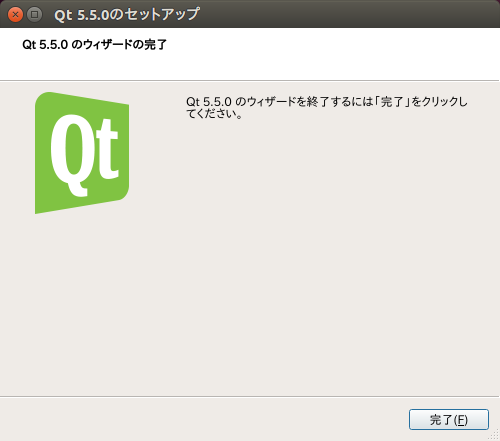 Qt 5.5.0のセットアップ
Qt 5.5.0 のウィザードの完了
Qt
Qt 5.5.0 のウィザードを終了するには「完了」をクリックし
てください。
完了(F)